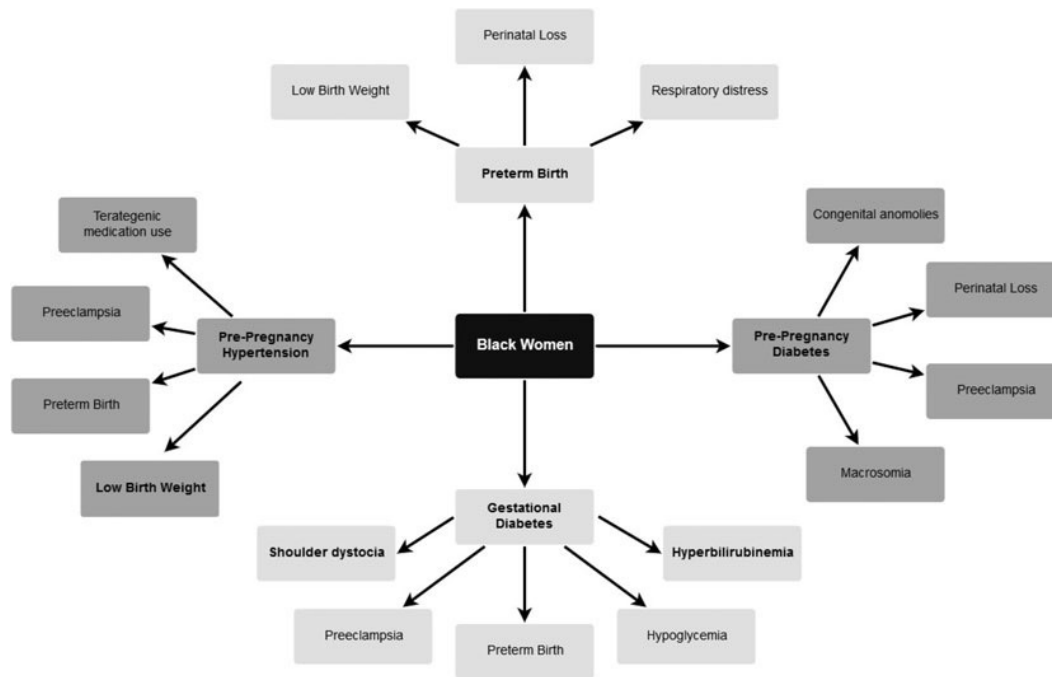 Perinatal Loss
Low Birth Weight
Respiratory distress
Preterm Birth
Terategenic
medication use
Congenital anomolies
Preeclampsia
Perinatal Loss
Pre-Pregnancy
Hypertension
Black Women
Pre-Pregnancy
Diabetes
Preterm Birth
Preeclampsia
Low Birth Weight
Macrosomia
Gestational
Diabetes
Shoulder dystocia
Hyperbilirubinemia
Preeclampsia
Preterm Birth
Hypoglycemia